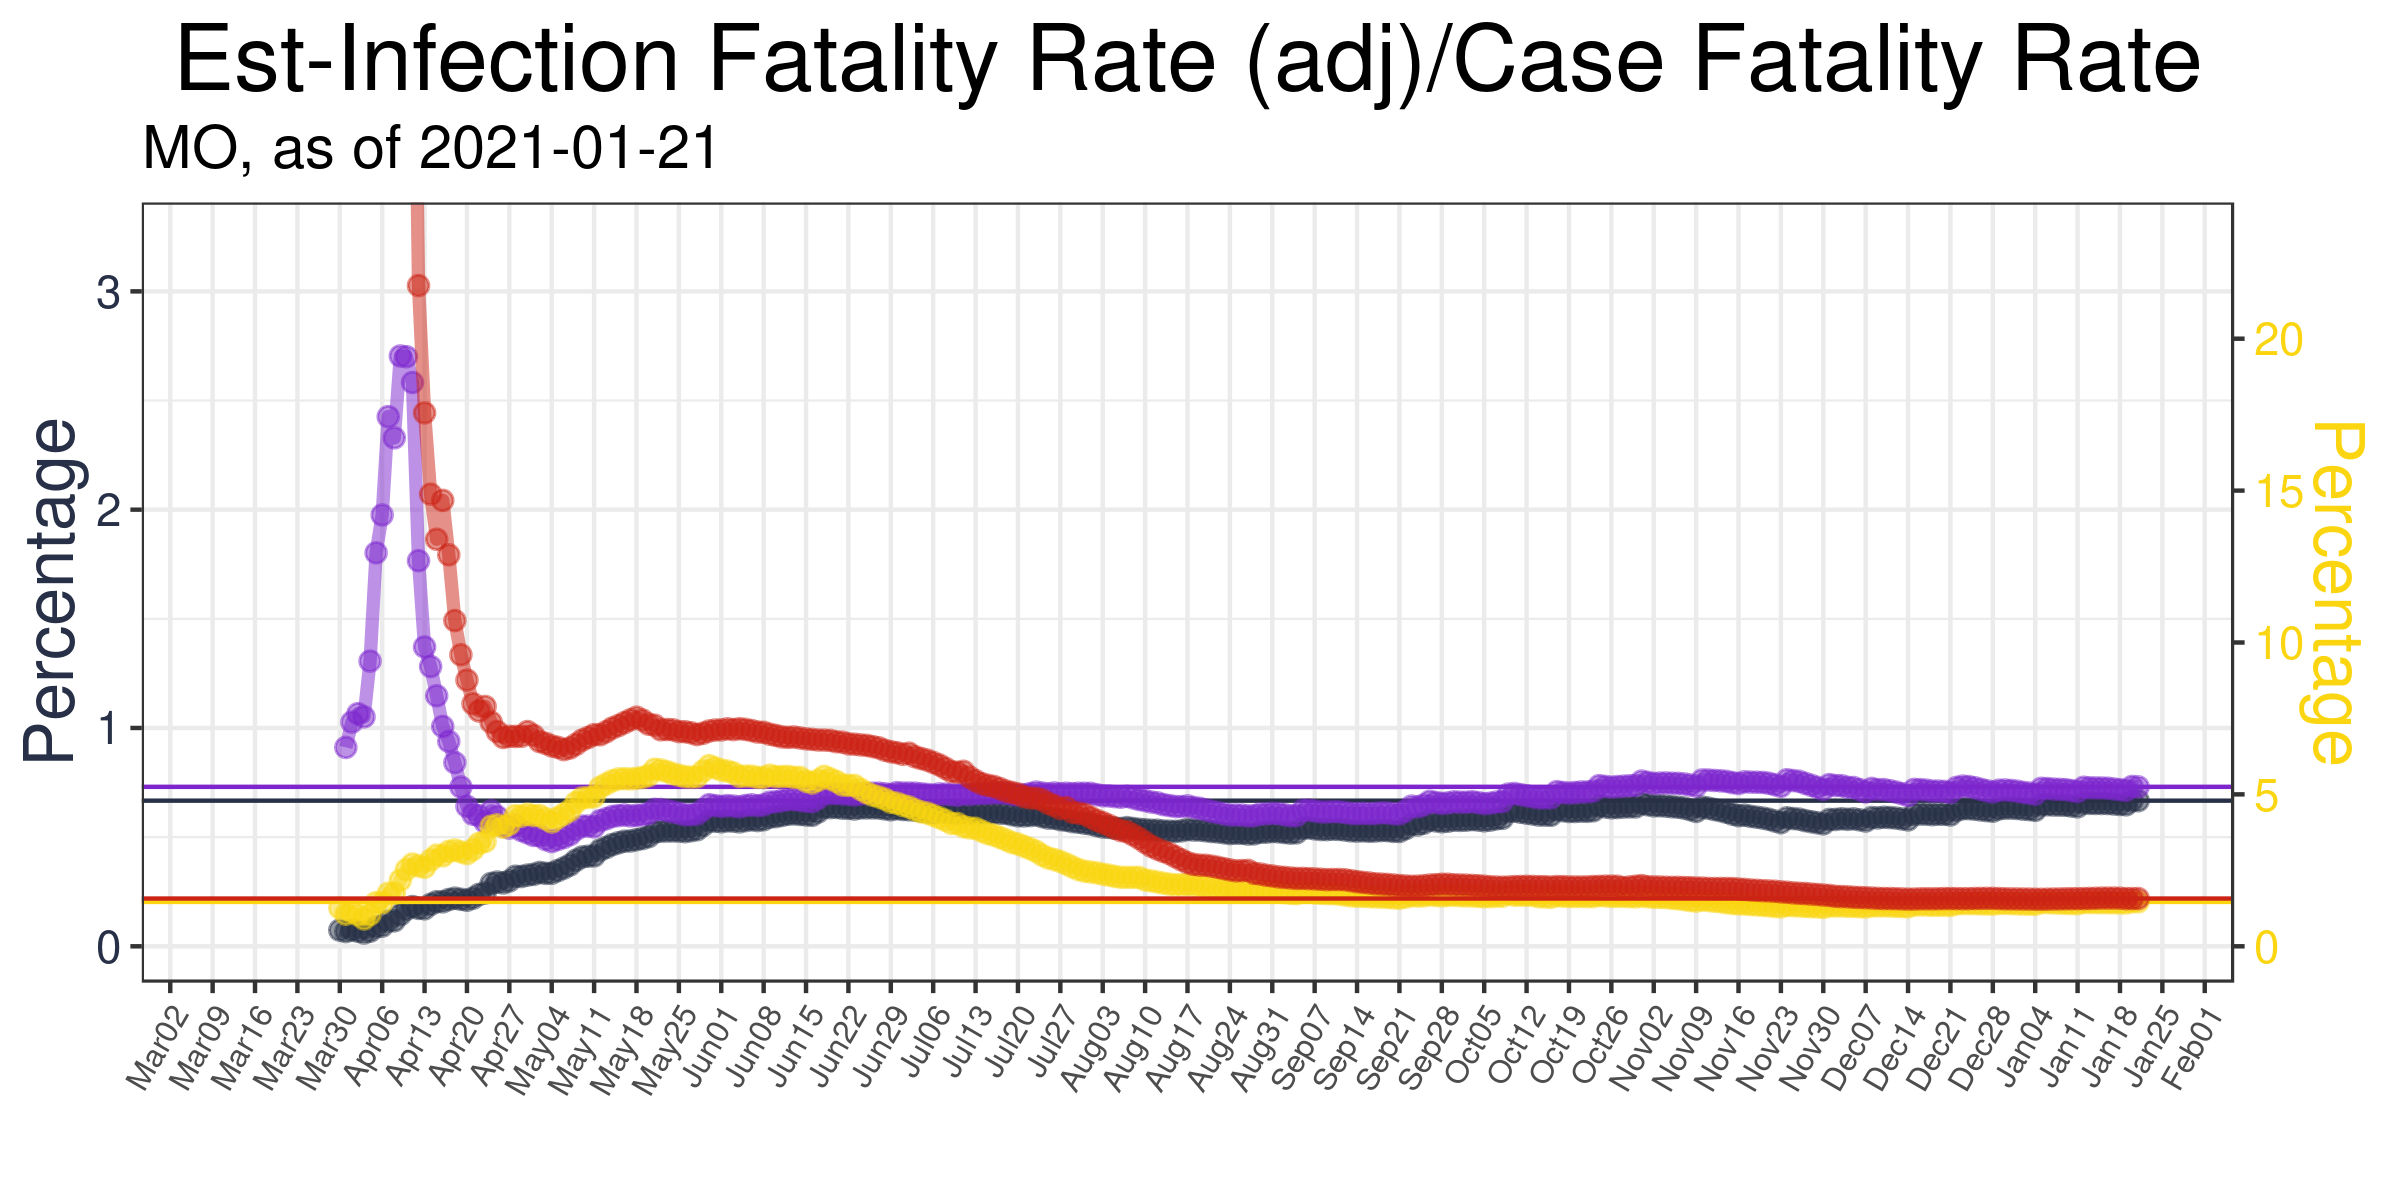 Est-Infection Fatality Rate (adj)/Case Fatality Rate
MO, as of 2021-01-21
Percentage
3
2
1
0
20
15
10
5
0
Percentage
Mar02
Mar09
Mar16
Mar23
Mar30
Apr06
Apr13
Apr20
Apr27
May04
May11
May18
May25
Jun01
Jun08
Jun15
Jun22
Jun29
Jul06
Jul13
Jul20
Jul27
Aug03
Aug10
Aug17
Aug24
Aug31
Sep07
Sep14
Sep21
Sep28
Oct05
Oct12
Oct19
Oct26
Nov02
Nov09
Nov16
Nov23
Nov30
Dec07
Dec14
Dec21
Dec28
Jan04
Jan11
Jan18
Jan25
Feb01